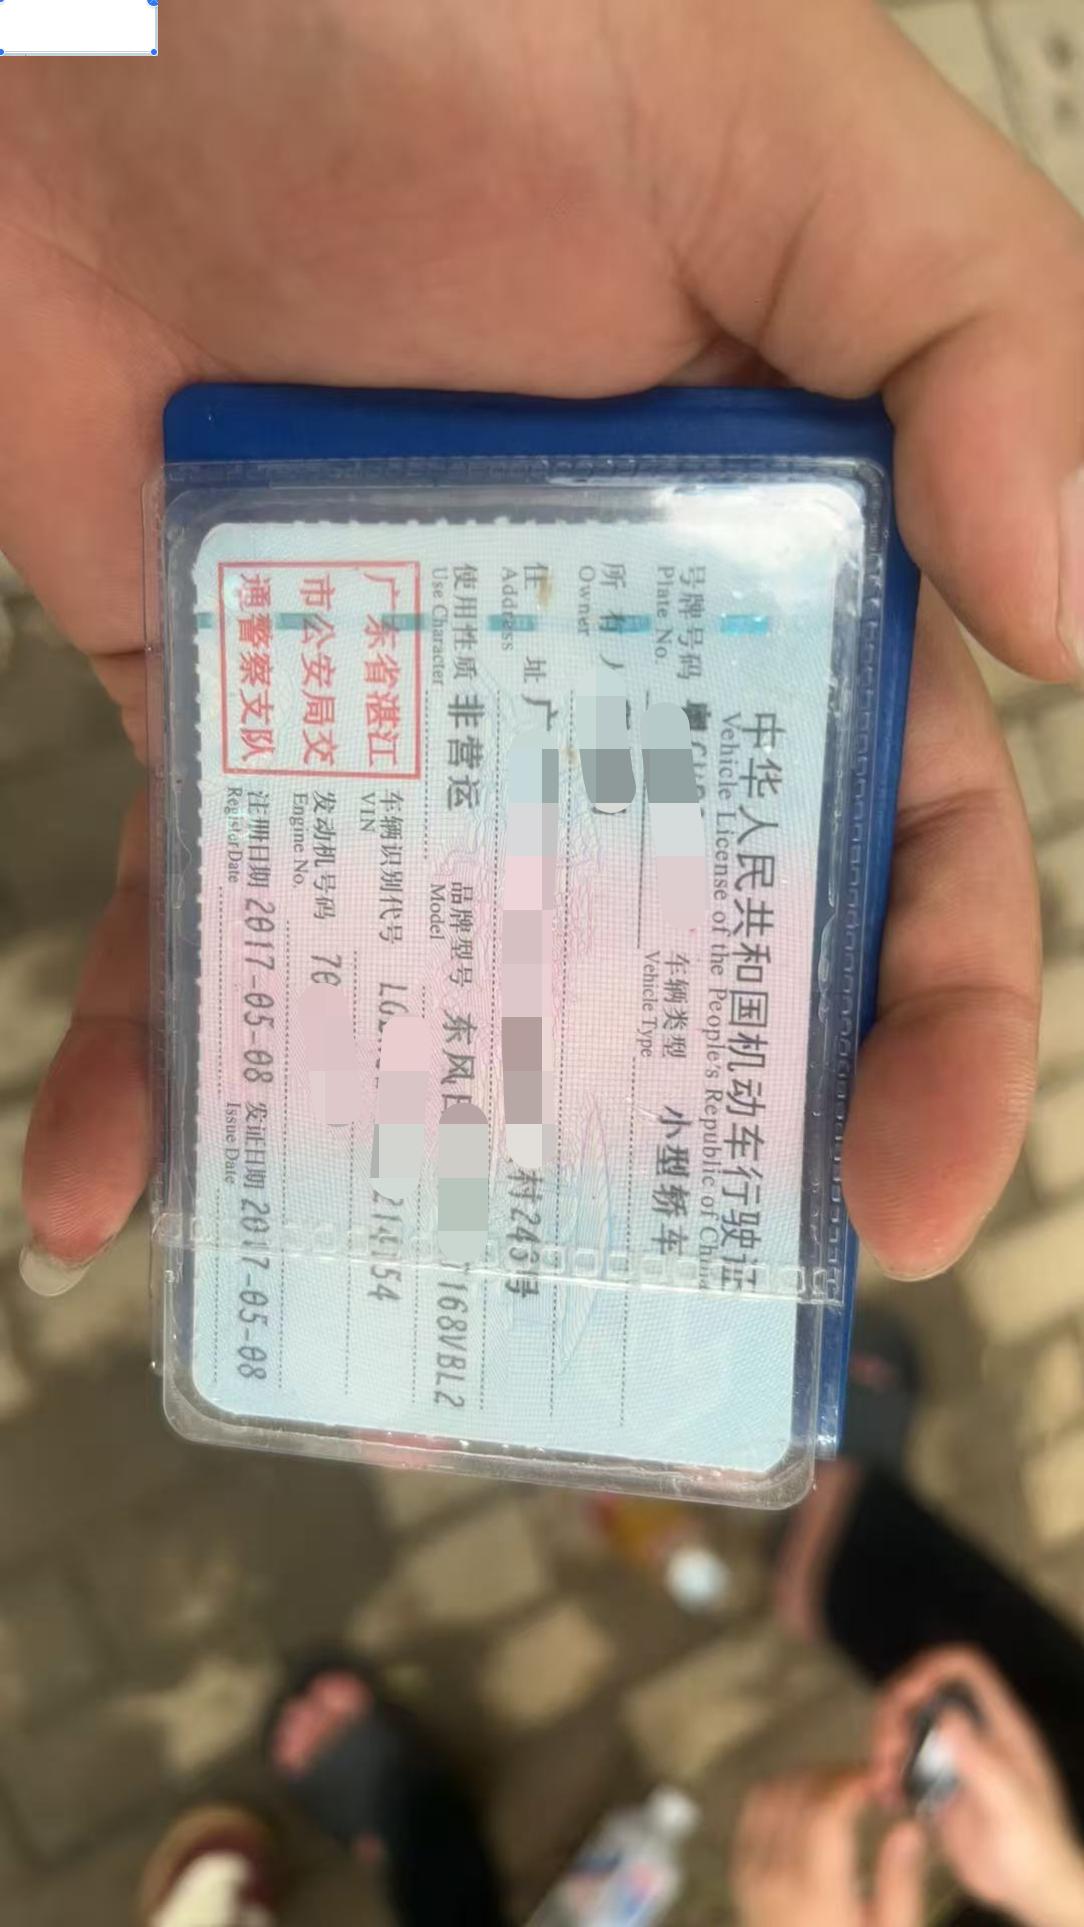 中华人民共和国机动车行驶证
Vehicle License of the People's Republic of China
号牌号码 粤 车辆类型 小型轿车
Plate No. Vehicle Type
所有人
Owner
住址 广 村243号
Address
使用性质 非营运 品牌型号 东风日 168VBL2
Use Character Model
广东省湛江
市公安局交
通警察支队
车辆识别代号 LG 54
VIN
发动机号码 70
Engine No.
注册日期 2017-05-08 发证日期 2017-05-08
Register Date Issue Date